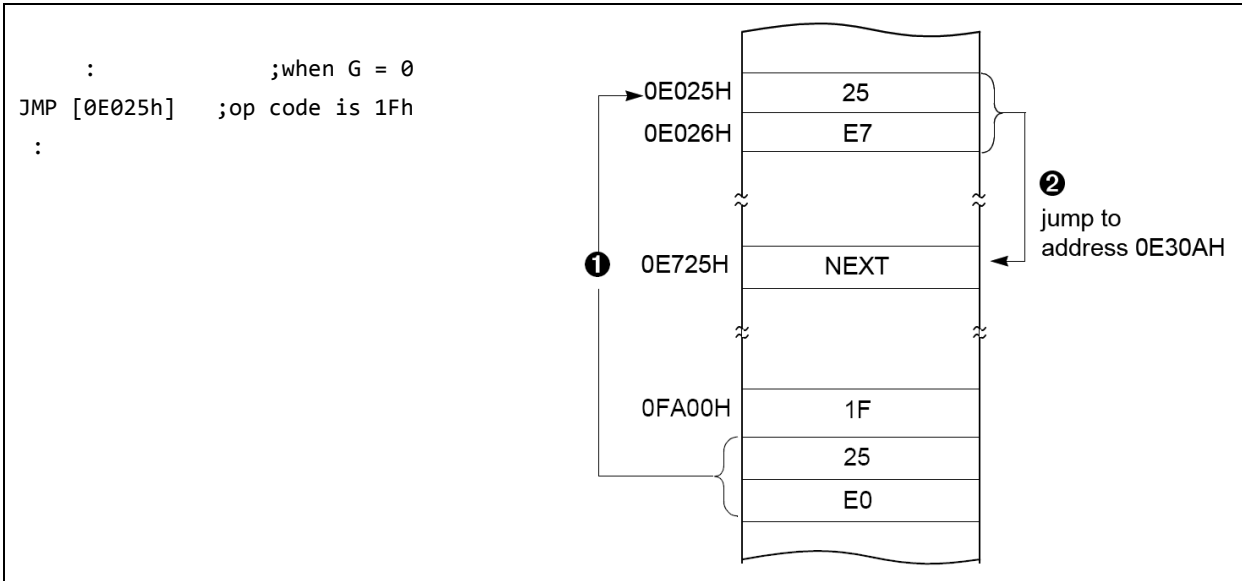 : ;when G = 0
JMP [0E025h] ;op code is 1Fh
:
0E025H 25
0E026H E7
❷
jump to
address 0E30AH
❶ 0E725H NEXT
0FA00H 1F
25
E0